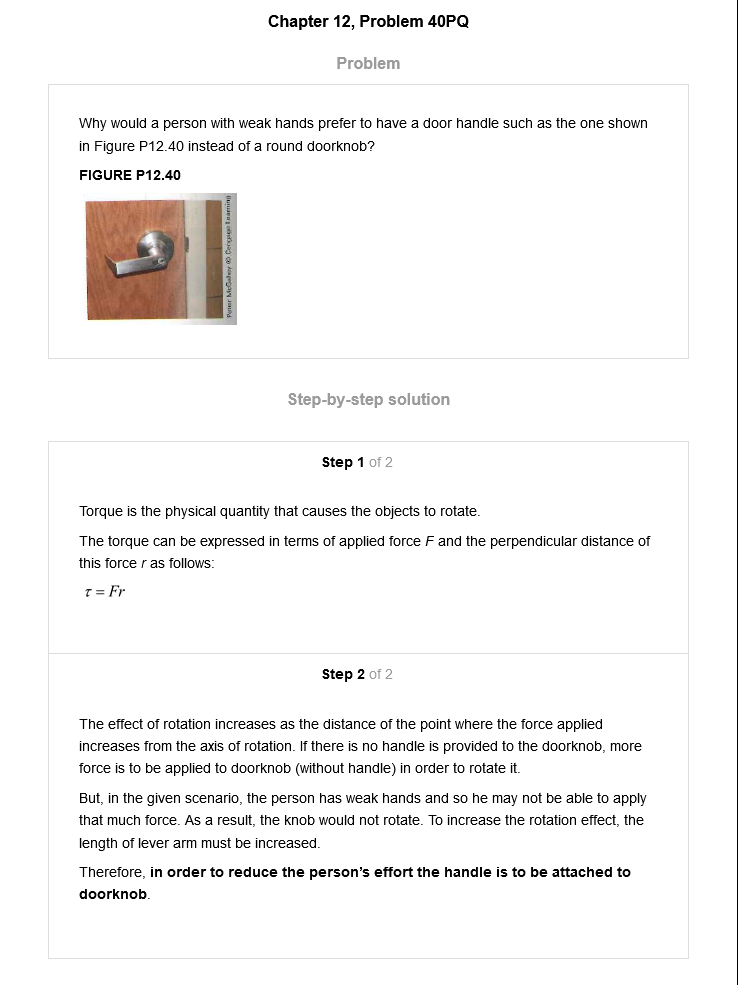 Chapter 12, Problem 40PQ
Problem
Why would a person with weak hands prefer to have a door handle such as the one shown
in Figure P12.40 instead of a round doorknob?
FIGURE P12.40
Peter McGahey © Cengage Learning
Step-by-step solution
Step 1 of 2
Torque is the physical quantity that causes the objects to rotate.
The torque can be expressed in terms of applied force F and the perpendicular distance of
this force r as follows:
τ = Fr
Step 2 of 2
The effect of rotation increases as the distance of the point where the force applied
increases from the axis of rotation. If there is no handle is provided to the doorknob, more
force is to be applied to doorknob (without handle) in order to rotate it.
But, in the given scenario, the person has weak hands and so he may not be able to apply
that much force. As a result, the knob would not rotate. To increase the rotation effect, the
length of lever arm must be increased.
Therefore, in order to reduce the person's effort the handle is to be attached to
doorknob.